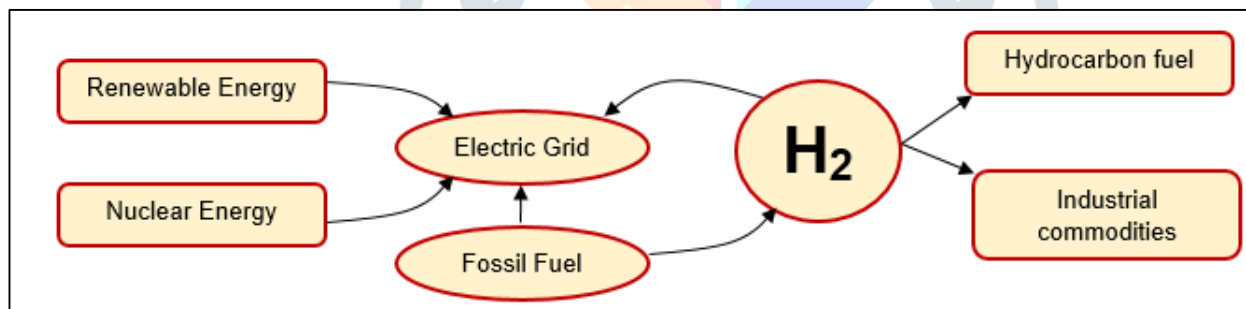 Renewable Energy
Nuclear Energy
Electric Grid
Fossil Fuel
H₂
Hydrocarbon fuel
Industrial
commodities